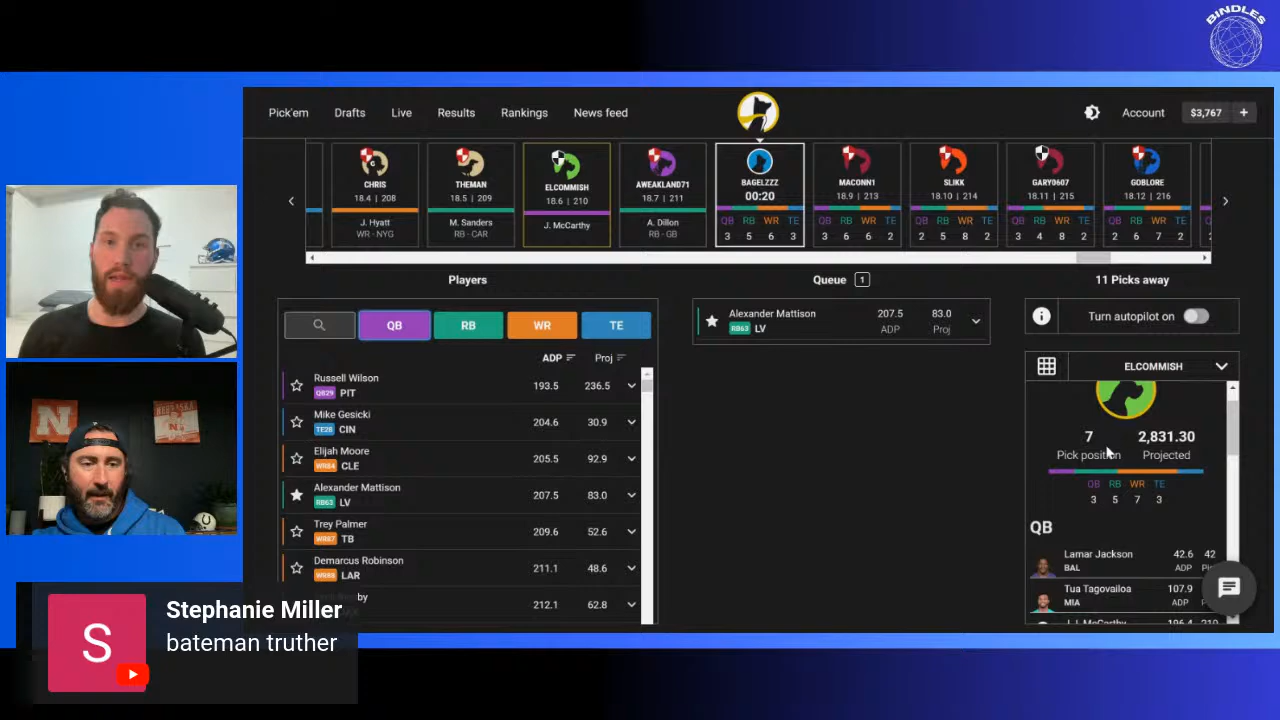 BINDLES
Pick'em
Drafts
Live
Results
Rankings
News feed
Account
$3,767 +
CHRIS
18.4 | 208
J. Hyatt
WR - NYG
THEMAN
18.5 | 209
M. Sanders
RB - CAR
ELCOMMISH
18.6 | 210
J. McCarthy
AWEAKLAND71
18.7 | 211
A. Dillon
RB - GB
BAGELZZZ
00:20
QB RB WR TE
3 5 6 3
MACONN1
18.9 | 213
QB RB WR TE
3 6 6 2
SLIKK
18.10 | 214
QB RB WR TE
2 5 8 2
GARY0607
18.11 | 215
QB RB WR TE
3 4 8 2
GOBLORE
18.12 | 216
QB RB WR TE
2 6 7 2
Players
QB
RB
WR
TE
ADP
Proj
Russell Wilson
QB29 PIT
193.5
236.5
Mike Gesicki
TE28 CIN
204.6
30.9
Elijah Moore
WR84 CLE
205.5
92.9
Alexander Mattison
RB63 LV
207.5
83.0
Trey Palmer
WR87 TB
209.6
52.6
Demarcus Robinson
WR88 LAR
211.1
48.6
212.1
62.8
Queue 1
Alexander Mattison
RB63 LV
207.5
ADP
83.0
Proj
11 Picks away
Turn autopilot on
ELCOMMISH
7
Pick position
2,831.30
Projected
QB RB WR TE
3 5 7 3
QB
Lamar Jackson
BAL
42.6
ADP
42
Tua Tagovailoa
MIA
107.9
ADP
J.J. McCarthy
196.4
210
N
S
Stephanie Miller
bateman truther